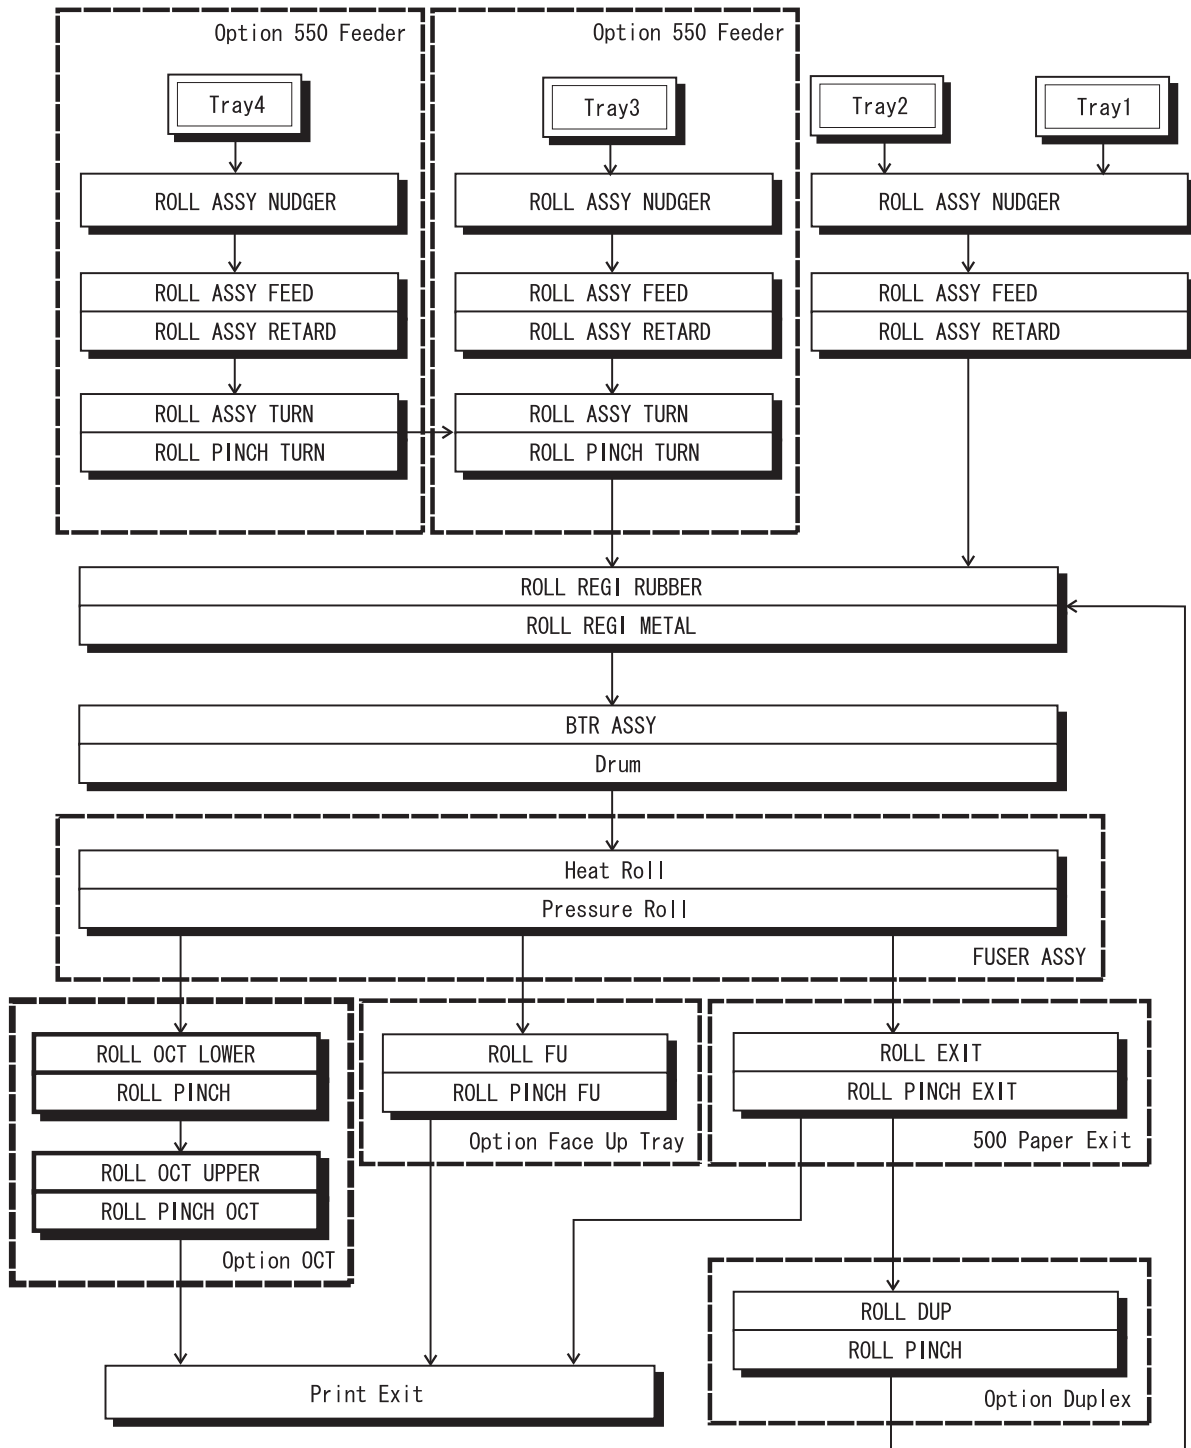 Option 550 Feeder
Option 550 Feeder
Tray4
Tray3
Tray2
Tray1
ROLL ASSY NUDGER
ROLL ASSY NUDGER
ROLL ASSY NUDGER
ROLL ASSY FEED
ROLL ASSY RETARD
ROLL ASSY FEED
ROLL ASSY RETARD
ROLL ASSY FEED
ROLL ASSY RETARD
ROLL ASSY TURN
ROLL PINCH TURN
ROLL ASSY TURN
ROLL PINCH TURN
ROLL REGI RUBBER
ROLL REGI METAL
BTR ASSY
Drum
Heat Roll
Pressure Roll
FUSER ASSY
ROLL OCT LOWER
ROLL PINCH
ROLL OCT UPPER
ROLL PINCH OCT
Option OCT
ROLL FU
ROLL PINCH FU
Option Face Up Tray
ROLL EXIT
ROLL PINCH EXIT
500 Paper Exit
ROLL DUP
ROLL PINCH
Option Duplex
Print Exit